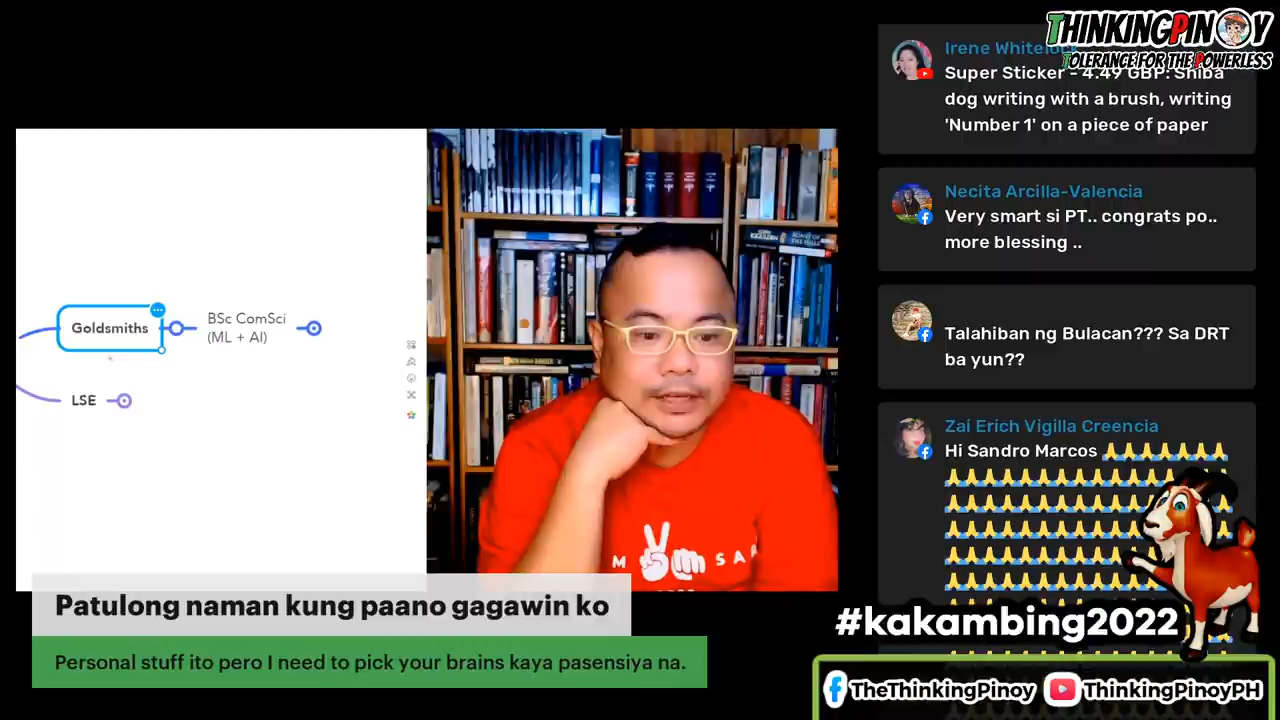 THINKINGPINOY
TOLERANCE FOR THE POWERLESS
Irene Whitelock
Super Sticker - 4.49 GBP: Shiba
dog writing with a brush, writing
'Number 1' on a piece of paper
Necita Arcilla-Valencia
Very smart si PT.. congrats po..
more blessing ..
Talahiban ng Bulacan??? Sa DRT
ba yun??
Zai Erich Vigilla Creencia
Hi Sandro Marcos 🙏🙏🙏🙏🙏🙏🙏
Goldsmiths
BSc ComSci
(ML + AI)
LSE
M SA
Patulong naman kung paano gagawin ko
Personal stuff ito pero I need to pick your brains kaya pasensiya na.
#kakambing2022
TheThinkingPinoy
ThinkingPinoyPH